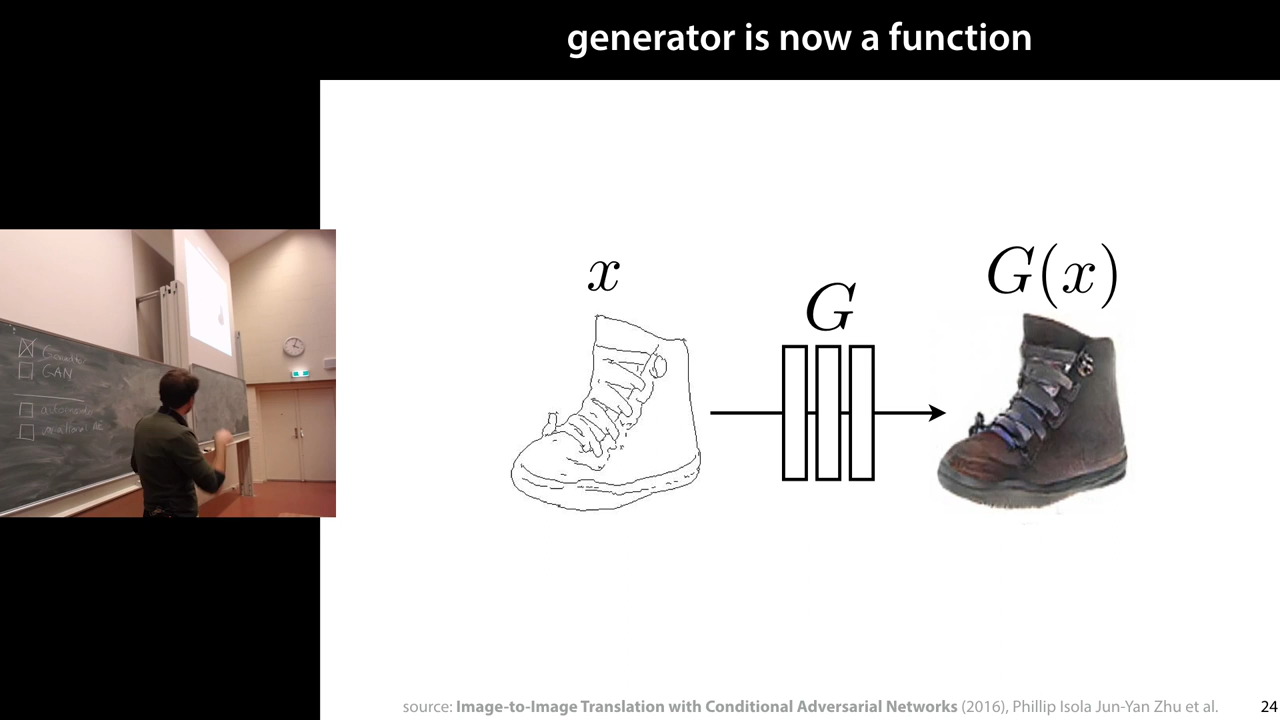 generator is now a function
x
G
G(x)
GAN
source: Image-to-Image Translation with Conditional Adversarial Networks (2016), Phillip Isola Jun-Yan Zhu et al.
24